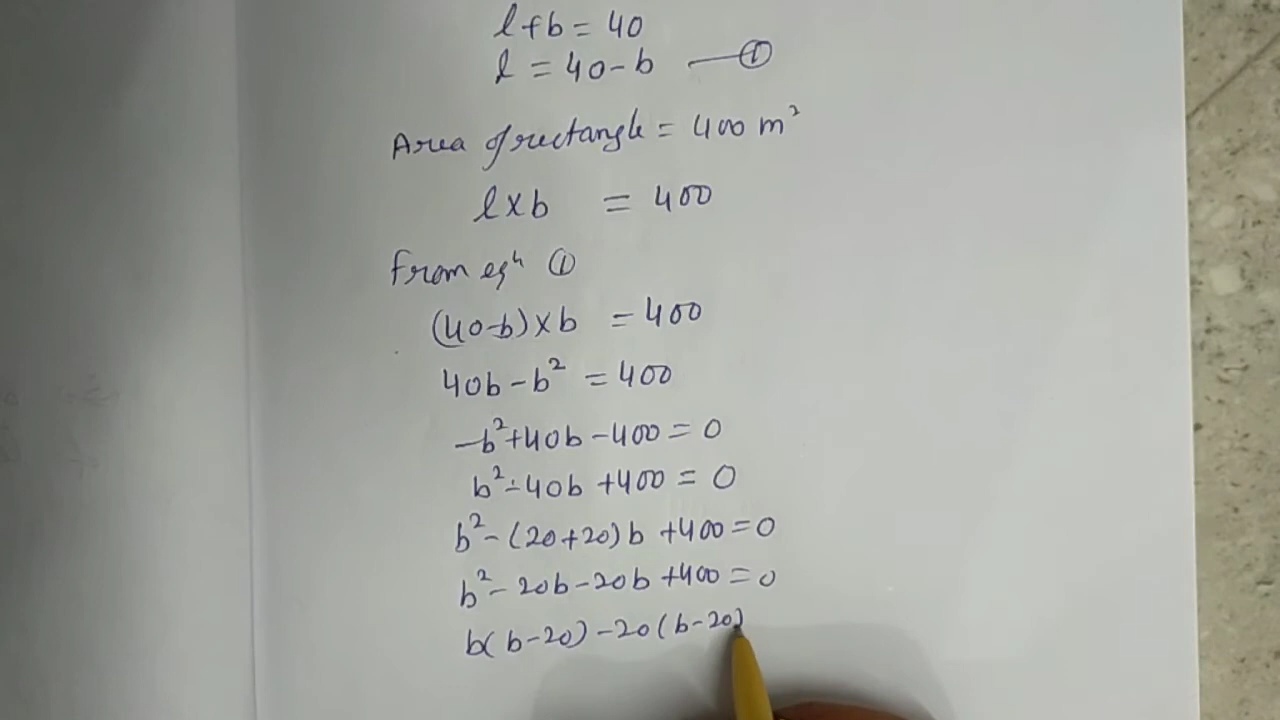 l+b = 40
l = 40-b —①
Area of rectangle = 400 m²
l×b = 400
From eqⁿ ①
(40-b)×b = 400
40b-b² = 400
-b²+40b-400 = 0
b²-40b+400 = 0
b²-(20+20)b+400=0
b²-20b-20b+400=0
b(b-20)-20(b-20)